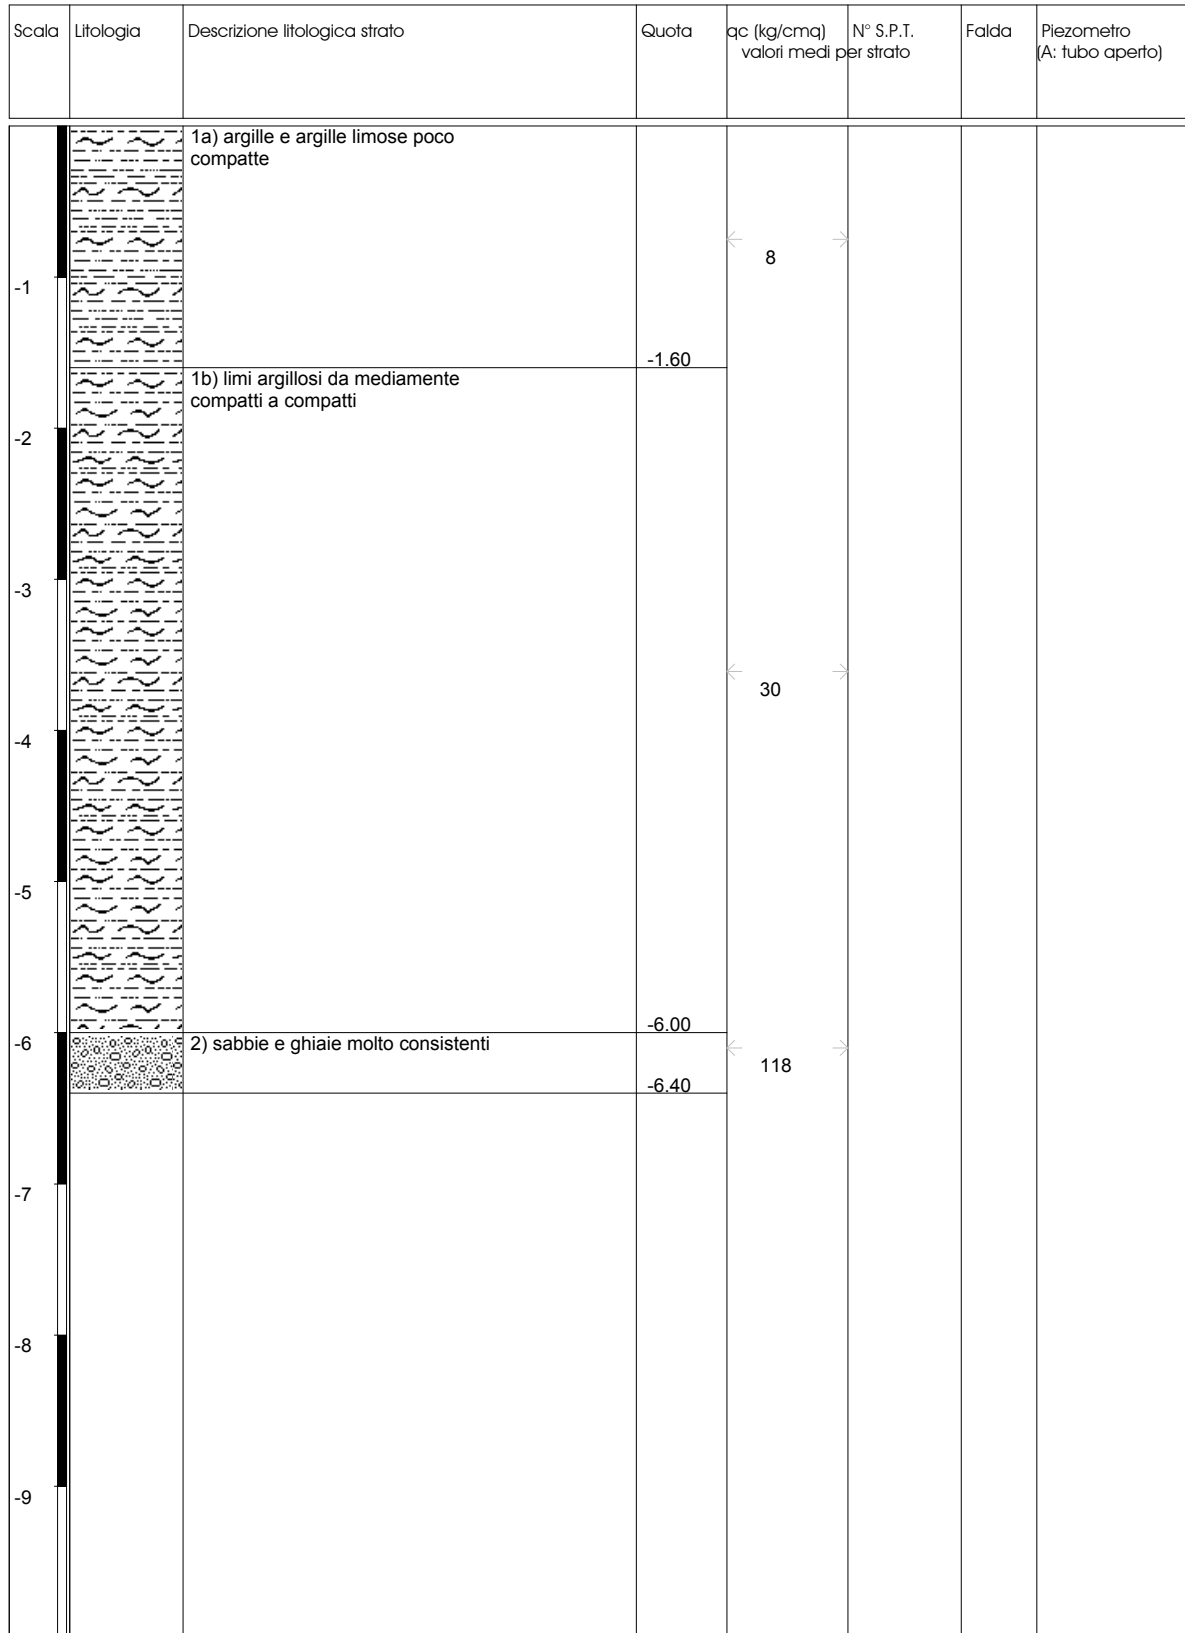 Scala Litologia Descrizione litologica strato Quota qc (kg/cmq) N° S.P.T. Falda Piezometro
valori medi per strato (A: tubo aperto)
1a) argille e argille limose poco
compatte
8
-1
-1.60
1b) limi argillosi da mediamente
compatti a compatti
-2
-3
30
-4
-5
-6.00
-6
2) sabbie e ghiaie molto consistenti
118
-6.40
-7
-8
-9